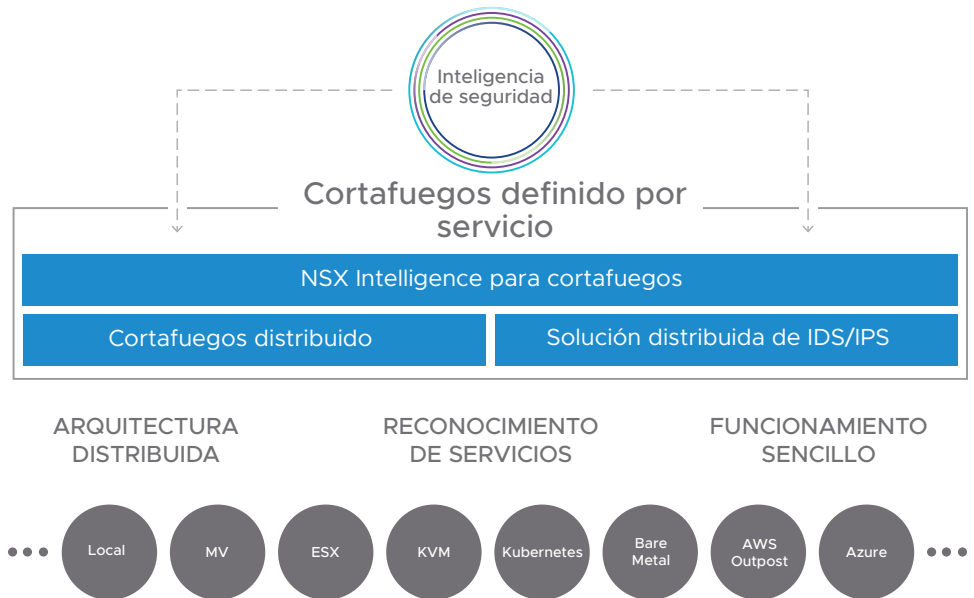 Inteligencia
de seguridad
Cortafuegos definido por
servicio
NSX Intelligence para cortafuegos
Cortafuegos distribuido
Solución distribuida de IDS/IPS
ARQUITECTURA
DISTRIBUIDA
RECONOCIMIENTO
DE SERVICIOS
FUNCIONAMIENTO
SENCILLO
Local
MV
ESX
KVM
Kubernetes
Bare
Metal
AWS
Outpost
Azure